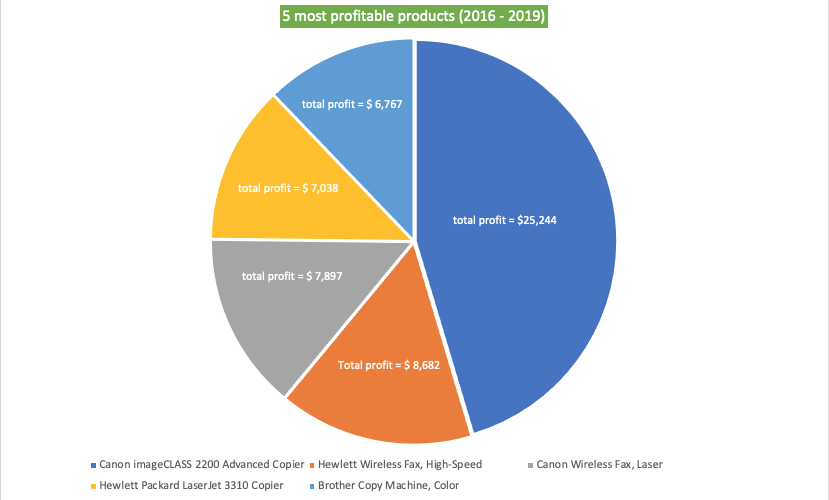 5 most profitable products (2016 - 2019)
total profit = $ 6,767
total profit = $ 7,038
total profit = $25,244
total profit = $ 7,897
Total profit = $ 8,682
Canon imageCLASS 2200 Advanced Copier Hewlett Wireless Fax, High-Speed Canon Wireless Fax, Laser
Hewlett Packard LaserJet 3310 Copier Brother Copy Machine, Color